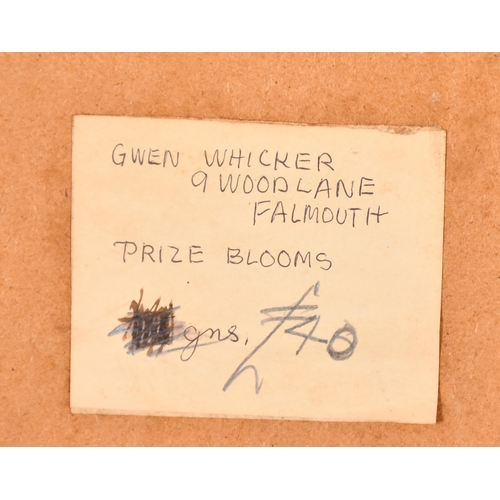 GWEN WHICKER
9 WOODLANE
FALMOUTH
PRIZE BLOOMS
gns. £40